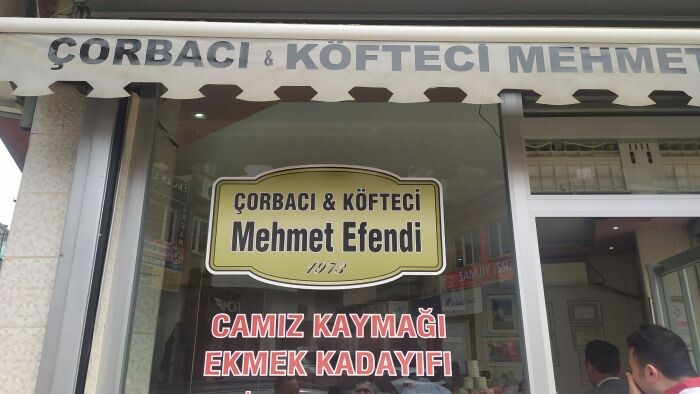 ÇORBACI & KÖFTECİ MEHMET
ÇORBACI & KÖFTECİ
Mehmet Efendi
1973
CAMIZ KAYMAĞI
EKMEK KADAYIFI